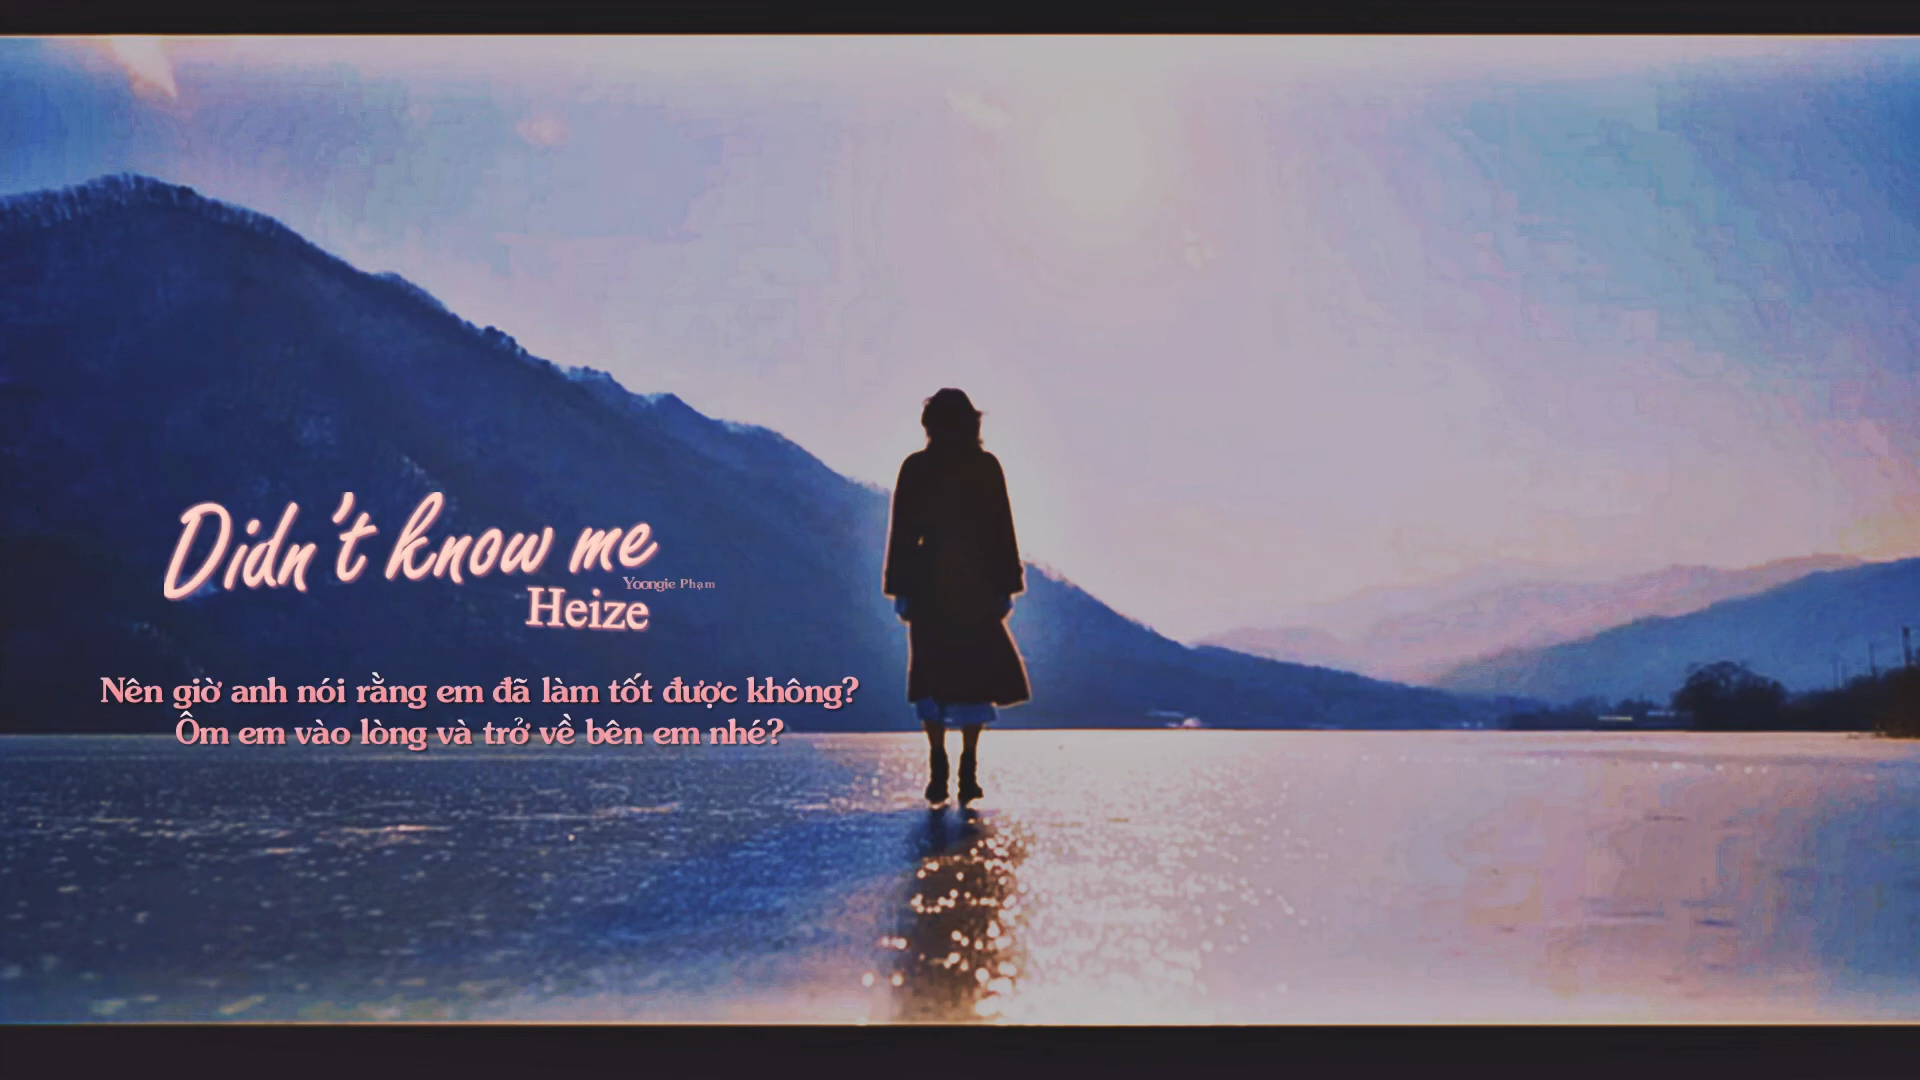 Didn't know me
Yoongie Phạm
Heize
Nên giờ anh nói rằng em đã làm tốt được không?
Ôm em vào lòng và trở về bên em nhé?